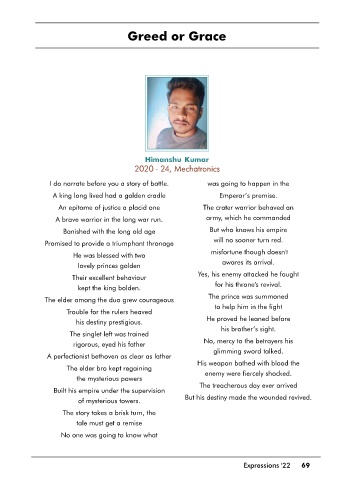 Greed or Grace
Himanshu Kumar
2020 - 24, Mechatronics
I do narrate before you a story of battle.
A king long lived had a golden cradle
An epitome of justice a placid one
A brave warrior in the long war run.
Banished with the long old age
Promised to provide a triumphant thronage
He was blessed with two
lovely princes golden
Their excellent behaviour
kept the king bolden.
The elder among the duo grew courageous
Trouble for the rulers heaved
his destiny prestigious.
The singlet left was trained
rigorous, eyed his father
A perfectionist bethoven as clear as lather
The elder bro kept regaining
the mysterious powers
Built his empire under the supervision
of mysterious towers.
The story takes a brisk turn, the
tale must get a remise
No one was going to know what
was going to happen in the
Emperor's premise.
The crater warrior behaved an
army, which he commanded
But who knows his empire
will no sooner turn red.
misfortune though doesn't
awares its arrival.
Yes, his enemy attacked he fought
for his throne's revival.
The prince was summoned
to help him in the fight
He proved he leaned before
his brother's sight.
No, mercy to the betrayers his
glimming sword talked.
His weapon bathed with blood the
enemy were fiercely shocked.
The treacherous day ever arrived
But his destiny made the wounded revived.
Expressions '22 69